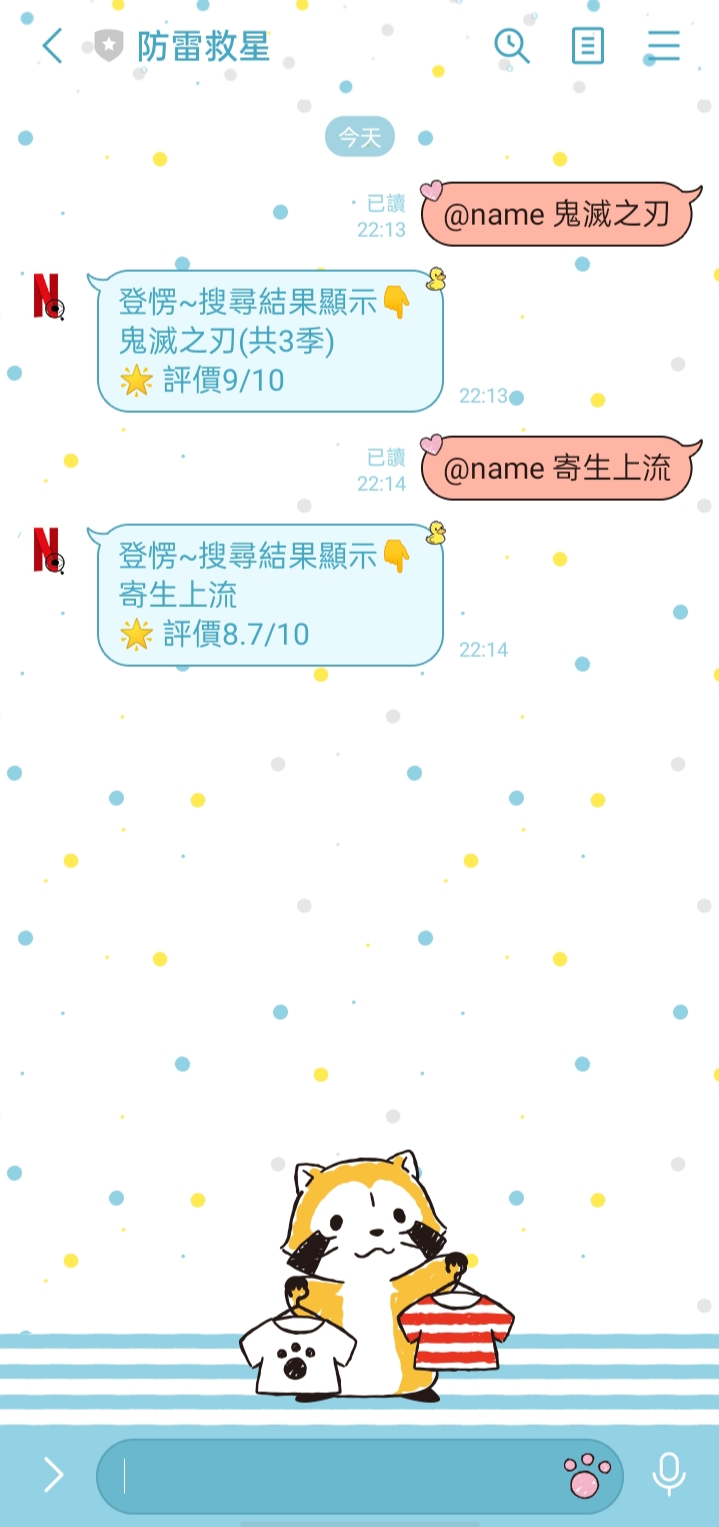 防雷救星
今天
已讀
22:13
@name 鬼滅之刃
登愣~搜尋結果顯示👇
鬼滅之刃(共3季)
🌟 評價9/10
22:13
已讀
22:14
@name 寄生上流
登愣~搜尋結果顯示👇
寄生上流
🌟 評價8.7/10
22:14